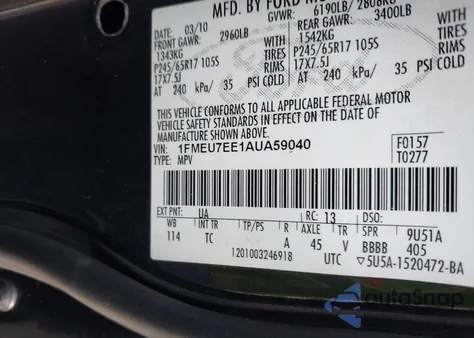 MFD. BY FORD M
DATE: 03/10 GVWR: 6190LB/ 2808KG
FRONT GAWR: 2960LB REAR GAWR: 3400LB
1343KG WITH 1542KG WITH
P245/65R17 105S TIRES P245/65R17 105S TIRES
17X7.5J RIMS 17X7.5J RIMS
AT 240 kPa/ 35 PSI COLD AT 240 kPa/ 35 PSI COLD
THIS VEHICLE CONFORMS TO ALL APPLICABLE FEDERAL MOTOR
VEHICLE SAFETY STANDARDS IN EFFECT ON THE DATE OF
MANUFACTURE SHOWN ABOVE.
VIN: 1FMEU7EE1AUA59040 F0157
TYPE: MPV T0277
EXT PNT: UA RC: 13 DSO:
WB INT TR TP/PS R AXLE TR SPR 9U51A
114 TC A 45 V BBBB 405
1201003246918 UTC ▽5U5A-1520472-BA
autoSnap